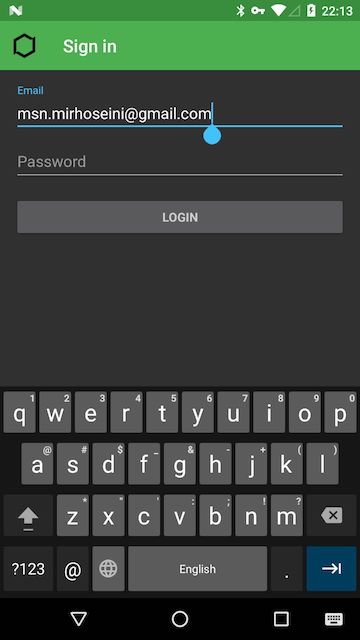 22:13
Sign in
Email
msn.mirhoseini@gmail.com
Password
LOGIN
1 2 3 4 5 6 7 8 9 0
q w e r t y u i o p
@ # $ _ & - + ( )
a s d f g h j k l
* " ' : ; ! ?
z x c v b n m
?123 @ English .